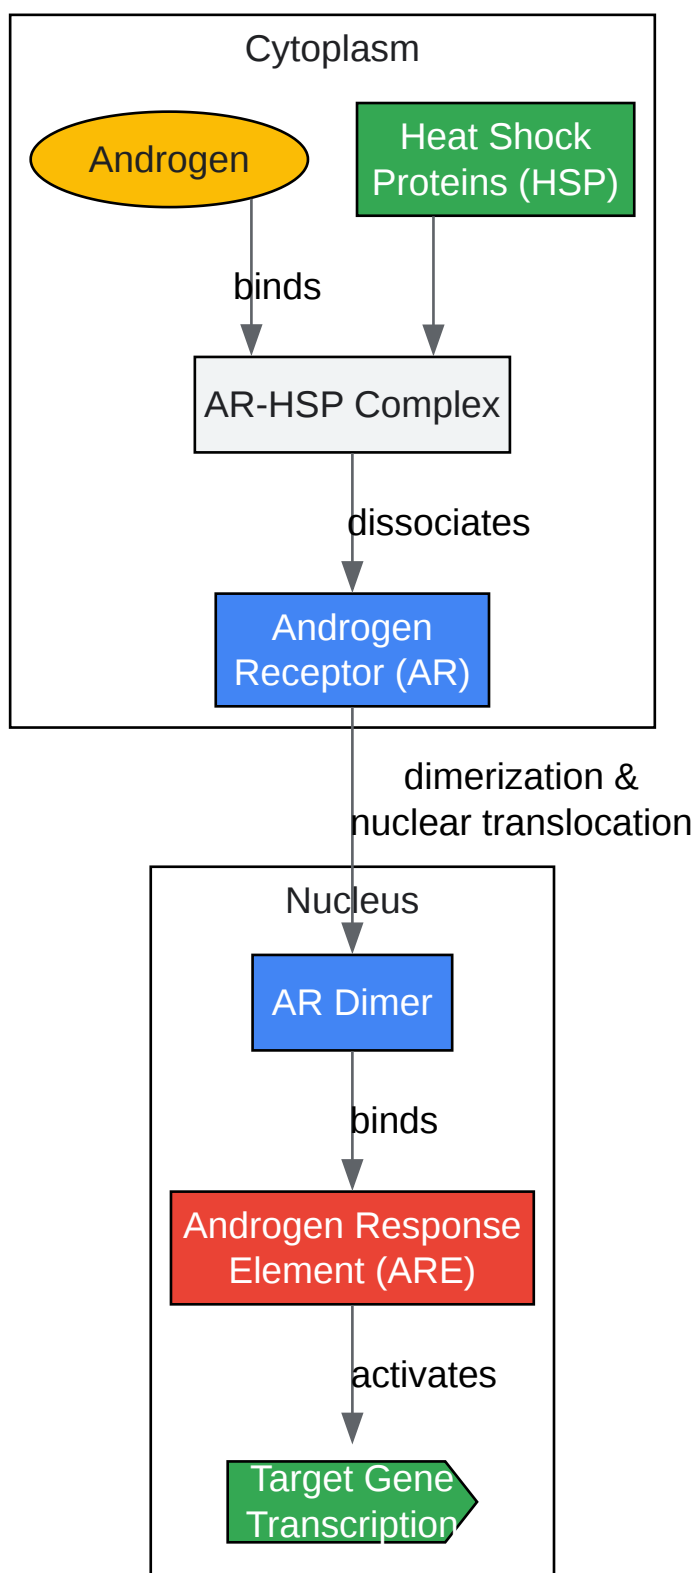 Cytoplasm
Androgen
Heat Shock
Proteins (HSP)
binds
AR-HSP Complex
dissociates
Androgen
Receptor (AR)
dimerization &
nuclear translocation
Nucleus
AR Dimer
binds
Androgen Response
Element (ARE)
activates
Target Gene
Transcription